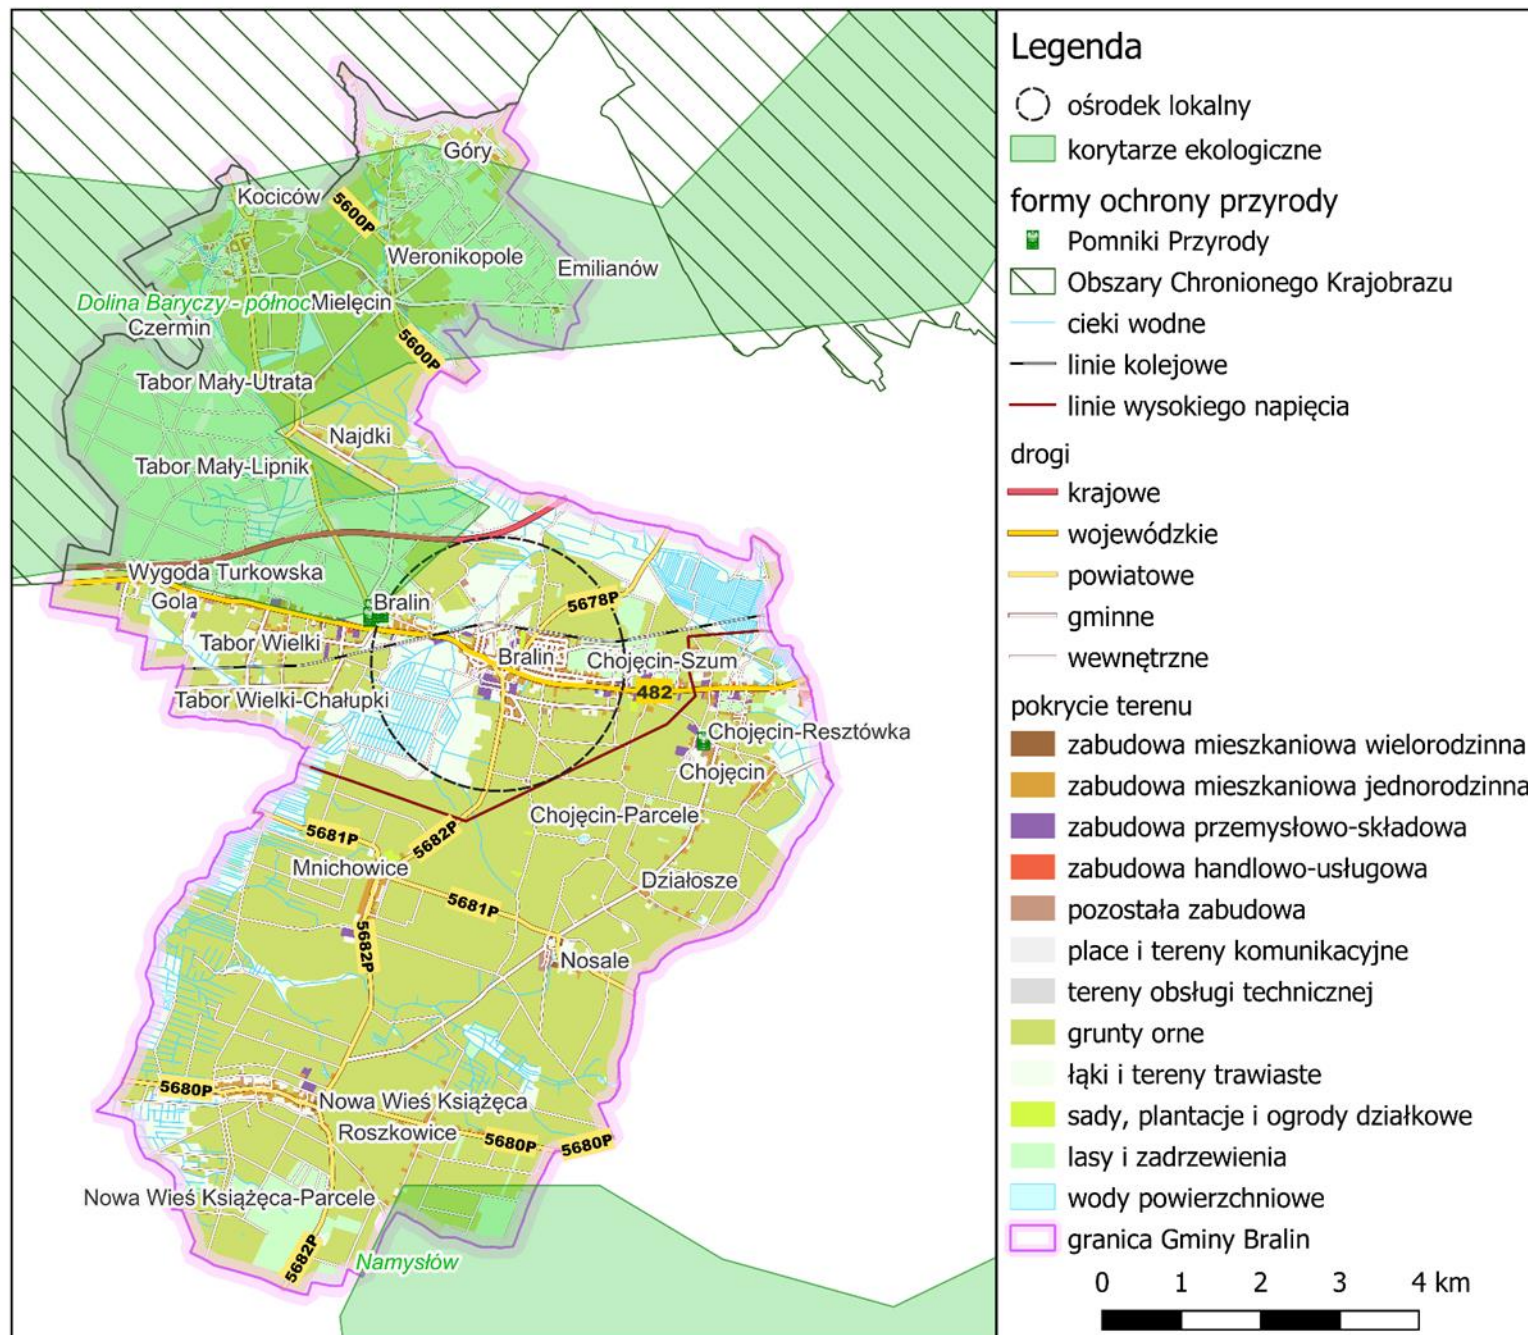 Góry
Kociców
5600P
Weronikopole
Emilianów
Dolina Baryczy - północ
Mielęcin
Czermin
5600P
Tabor Mały-Utrata
Najdki
Tabor Mały-Lipnik
Wygoda Turkowska
Gola
Bralin
5678P
Tabor Wielki
Bralin
Chojęcin-Szum
482
Tabor Wielki-Chałupki
Chojęcin-Resztówka
Chojęcin
Chojęcin-Parcele
5681P
5682P
Mnichowice
Działosze
5681P
5682P
Nosale
5680P
Nowa Wieś Książęca
Roszkowice
5680P
5680P
Nowa Wieś Książęca-Parcele
5682P
Namysłów
Legenda
ośrodek lokalny
korytarze ekologiczne
formy ochrony przyrody
Pomniki Przyrody
Obszary Chronionego Krajobrazu
cieki wodne
linie kolejowe
linie wysokiego napięcia
drogi
krajowe
wojewódzkie
powiatowe
gminne
wewnętrzne
pokrycie terenu
zabudowa mieszkaniowa wielorodzinna
zabudowa mieszkaniowa jednorodzinna
zabudowa przemysłowo-składowa
zabudowa handlowo-usługowa
pozostała zabudowa
place i tereny komunikacyjne
tereny obsługi technicznej
grunty orne
łąki i tereny trawiaste
sady, plantacje i ogrody działkowe
lasy i zadrzewienia
wody powierzchniowe
granica Gminy Bralin
0 1 2 4 km